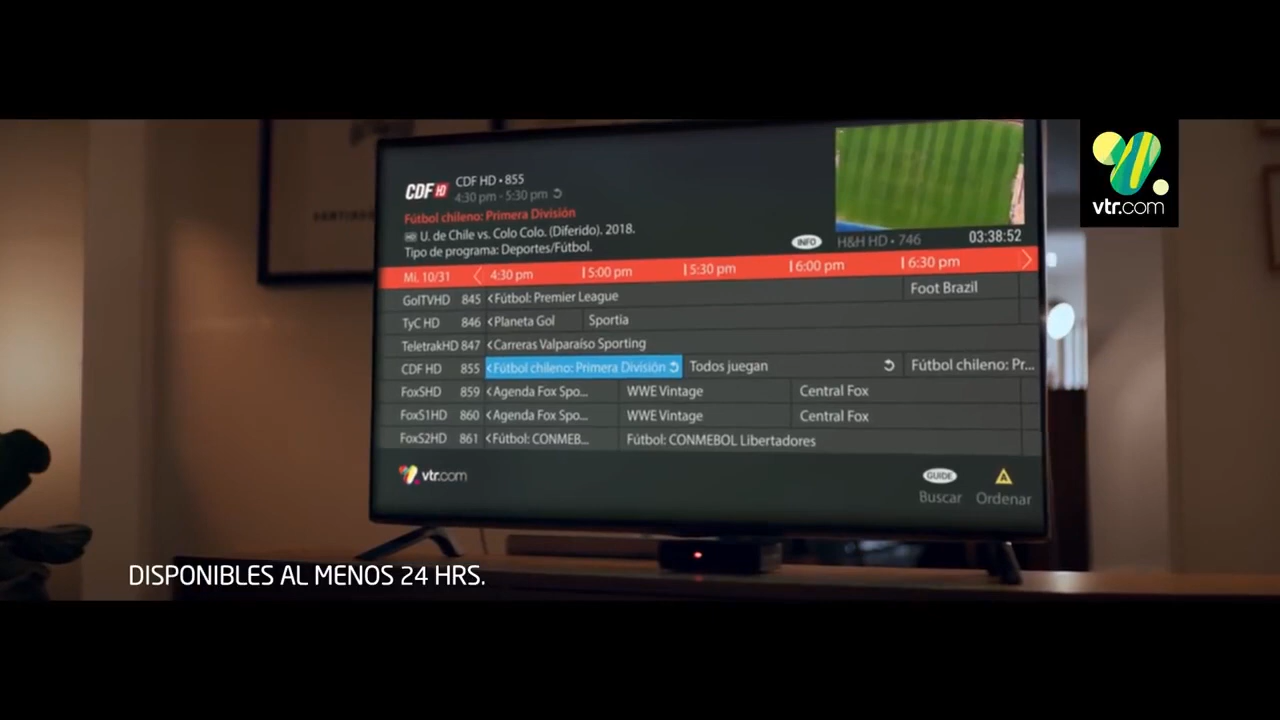 CDF HD
CDF HD • 855
4:30 pm - 5:30 pm
Fútbol chileno: Primera División
HD U. de Chile vs. Colo Colo. (Diferido). 2018.
Tipo de programa: Deportes/Fútbol.
INFO H&H HD • 746 03:38:52
vtr.com
Mi. 10/31 4:30 pm 5:00 pm 5:30 pm 6:00 pm 6:30 pm
GolTVHD 845 Fútbol: Premier League Foot Brazil
TyC HD 846 Planeta Gol Sportia
TeletrakHD 847 Carreras Valparaíso Sporting
CDF HD 855 Fútbol chileno: Primera División Todos juegan Fútbol chileno: Pr...
FoxSHD 859 Agenda Fox Spo... WWE Vintage Central Fox
FoxS1HD 860 Agenda Fox Spo... WWE Vintage Central Fox
FoxS2HD 861 Fútbol: CONMEB... Fútbol: CONMEBOL Libertadores
vtr.com
GUIDE A
Buscar Ordenar
DISPONIBLES AL MENOS 24 HRS.